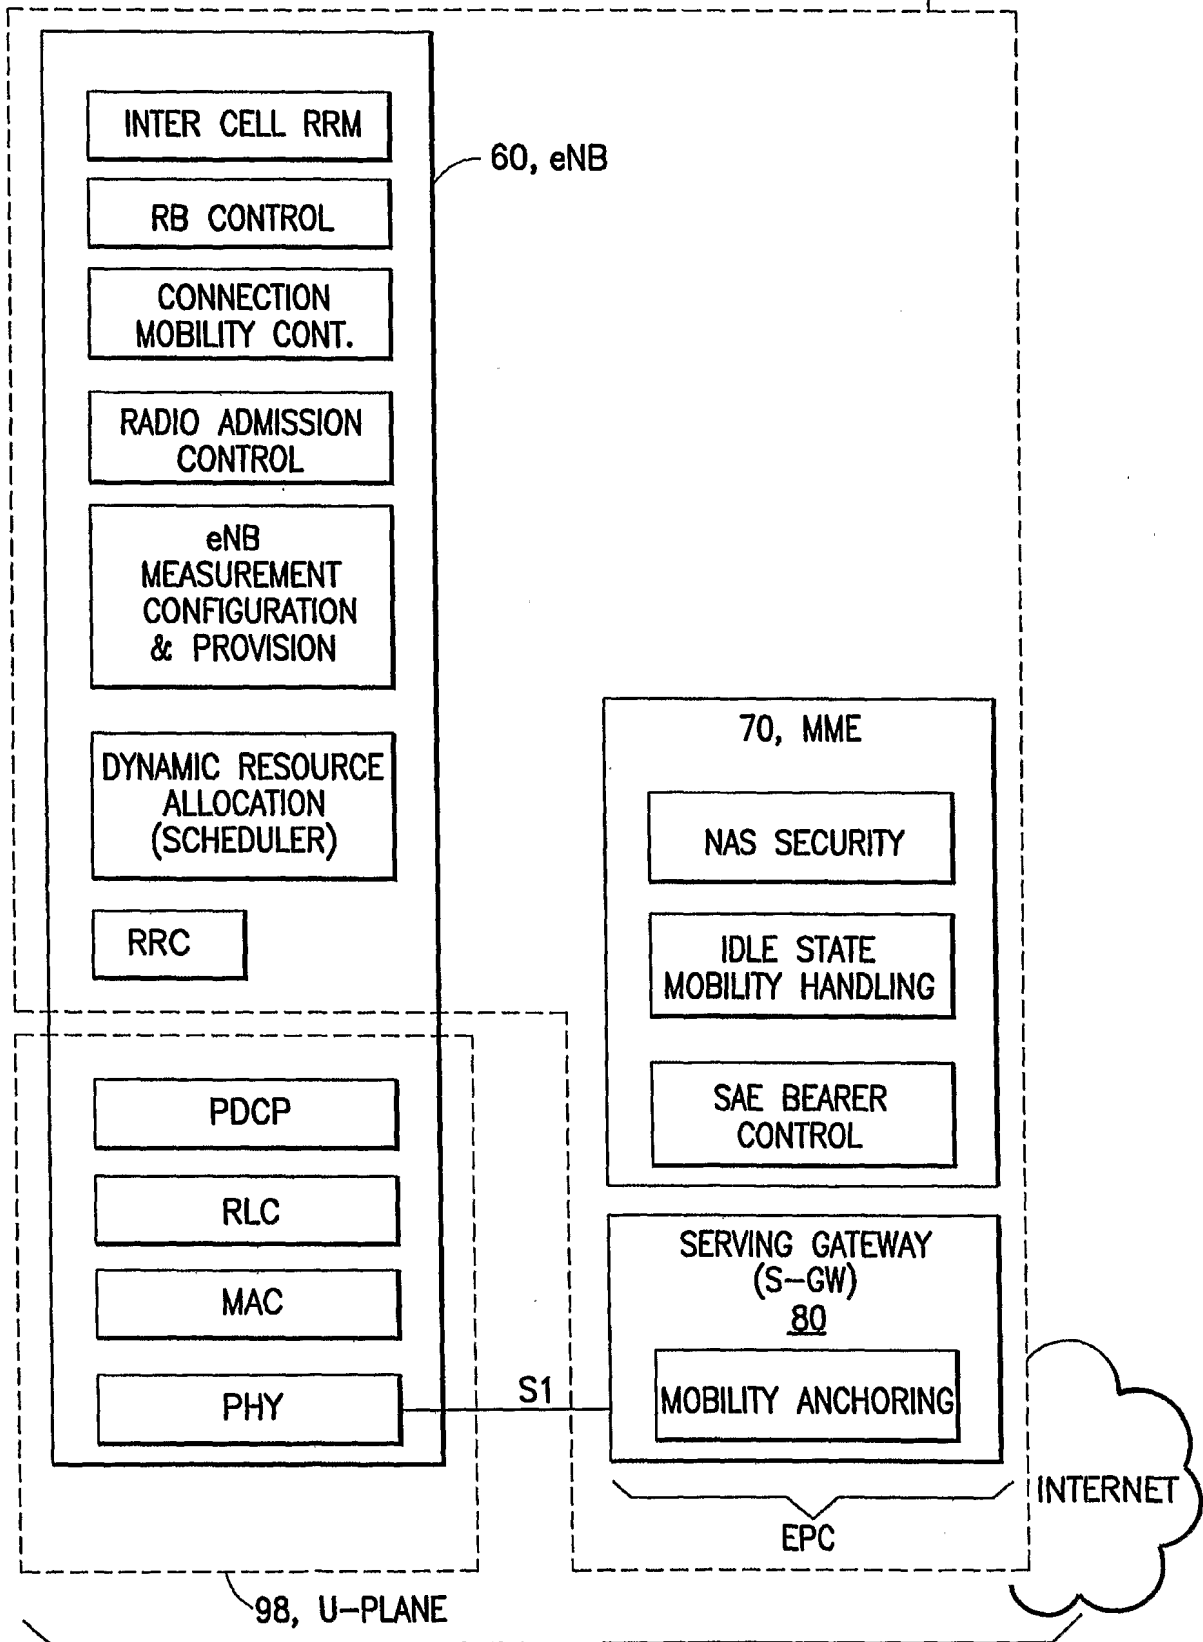 INTER CELL RRM
60, eNB
RB CONTROL
CONNECTION
MOBILITY CONT.
RADIO ADMISSION
CONTROL
eNB
MEASUREMENT
CONFIGURATION
& PROVISION
DYNAMIC RESOURCE
ALLOCATION
(SCHEDULER)
RRC
PDCP
RLC
MAC
PHY
S1
70, MME
NAS SECURITY
IDLE STATE
MOBILITY HANDLING
SAE BEARER
CONTROL
SERVING GATEWAY
(S-GW)
80
MOBILITY ANCHORING
EPC
INTERNET
98, U-PLANE